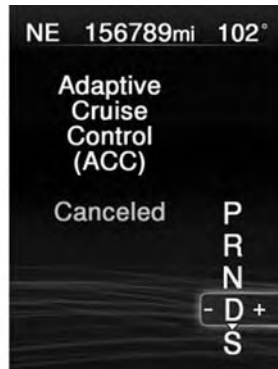 NE 156789mi 102°
Adaptive
Cruise
Control
(ACC)
Canceled
P
R
N
- D +
S